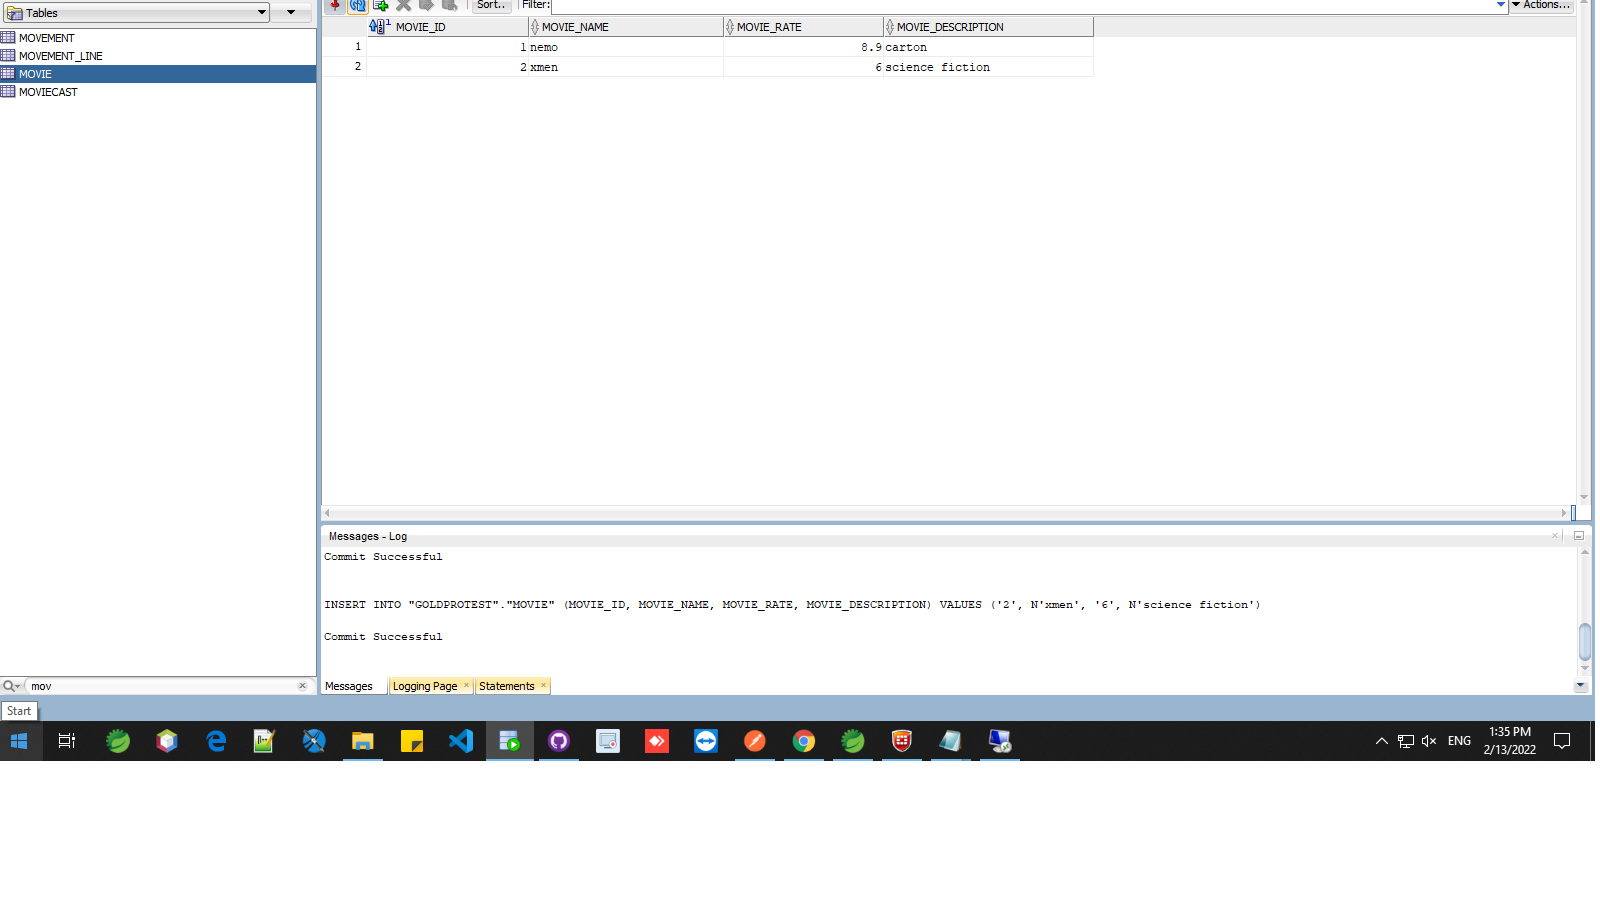 Tables
Sort..
Filter:
Actions...
MOVEMENT
MOVEMENT_LINE
MOVIE
MOVIECAST
MOVIE_ID MOVIE_NAME MOVIE_RATE MOVIE_DESCRIPTION
1 1 nemo 8.9 carton
2 2 xmen 6 science fiction
Messages - Log
Commit Successful
INSERT INTO "GOLDPROTEST"."MOVIE" (MOVIE_ID, MOVIE_NAME, MOVIE_RATE, MOVIE_DESCRIPTION) VALUES ('2', N'xmen', '6', N'science fiction')
Commit Successful
mov
Messages Logging Page Statements
Start
ENG
1:35 PM
2/13/2022